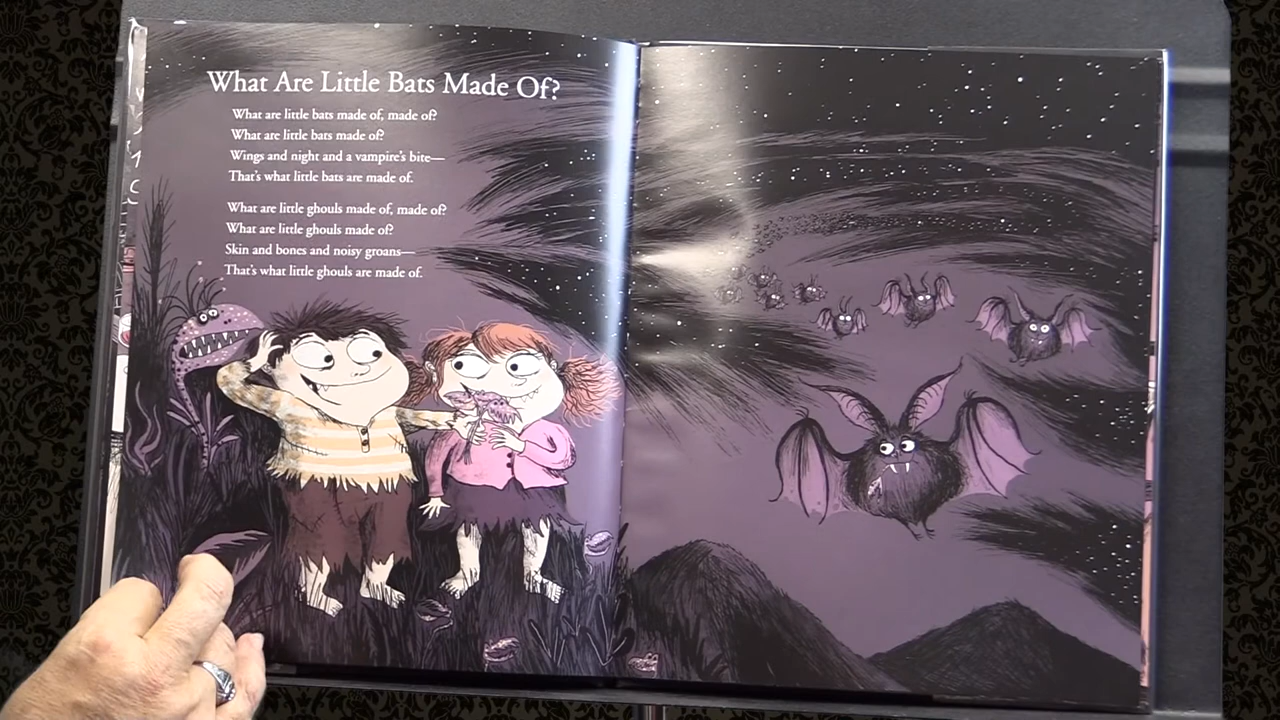 What Are Little Bats Made Of?
What are little bats made of, made of?
What are little bats made of?
Wings and night and a vampire's bite—
That's what little bats are made of.
What are little ghouls made of, made of?
What are little ghouls made of?
Skin and bones and noisy groans—
That's what little ghouls are made of.